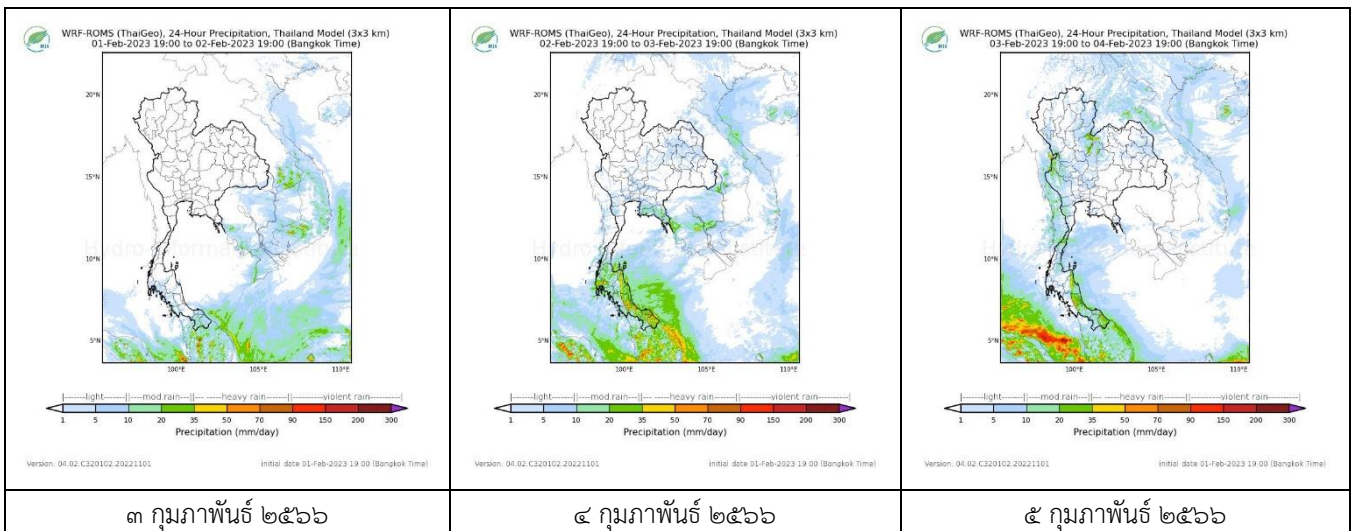 WRF-ROMS (ThaiGeo), 24-Hour Precipitation, Thailand Model (3x3 km)
01-Feb-2023 19:00 to 02-Feb-2023 19:00 (Bangkok Time)
20°N
15°N
10°N
5°N
100°E
105°E
110°E
|-------light------||----mod.rain----||--- ----heavy rain------||------violent rain-------|
1 5 10 20 35 50 70 90 150 200 300
Precipitation (mm/day)
Version: 04.02.C320102.20221101
initial date 01-Feb-2023 19:00 (Bangkok Time)
๓ กุมภาพันธ์ ๒๕๖๖
WRF-ROMS (ThaiGeo), 24-Hour Precipitation, Thailand Model (3x3 km)
02-Feb-2023 19:00 to 03-Feb-2023 19:00 (Bangkok Time)
20°N
15°N
10°N
5°N
100°E
105°E
110°E
|-------light------||----mod.rain----||--- ----heavy rain------||------violent rain-------|
1 5 10 20 35 50 70 90 150 200 300
Precipitation (mm/day)
Version: 04.02.C320102.20221101
initial date 01-Feb-2023 19:00 (Bangkok Time)
๔ กุมภาพันธ์ ๒๕๖๖
WRF-ROMS (ThaiGeo), 24-Hour Precipitation, Thailand Model (3x3 km)
03-Feb-2023 19:00 to 04-Feb-2023 19:00 (Bangkok Time)
20°N
15°N
10°N
5°N
100°E
105°E
110°E
|-------light------||----mod.rain----||--- ----heavy rain------||------violent rain-------|
1 5 10 20 35 50 70 90 150 200 300
Precipitation (mm/day)
Version: 04.02.C320102.20221101
initial date 01-Feb-2023 19:00 (Bangkok Time)
๕ กุมภาพันธ์ ๒๕๖๖